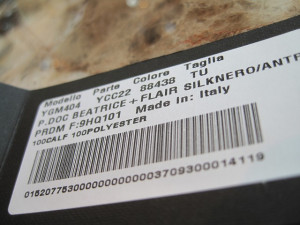 Modello Parte Colore Taglia
YGM404 YCC22 88438 TU
P.DOC BEATRICE + FLAIR SILKNERO/ANTR
PRDM F:9HQ101 Made In: Italy
100CALF 100POLYESTER
01520775300000000000003709300014119